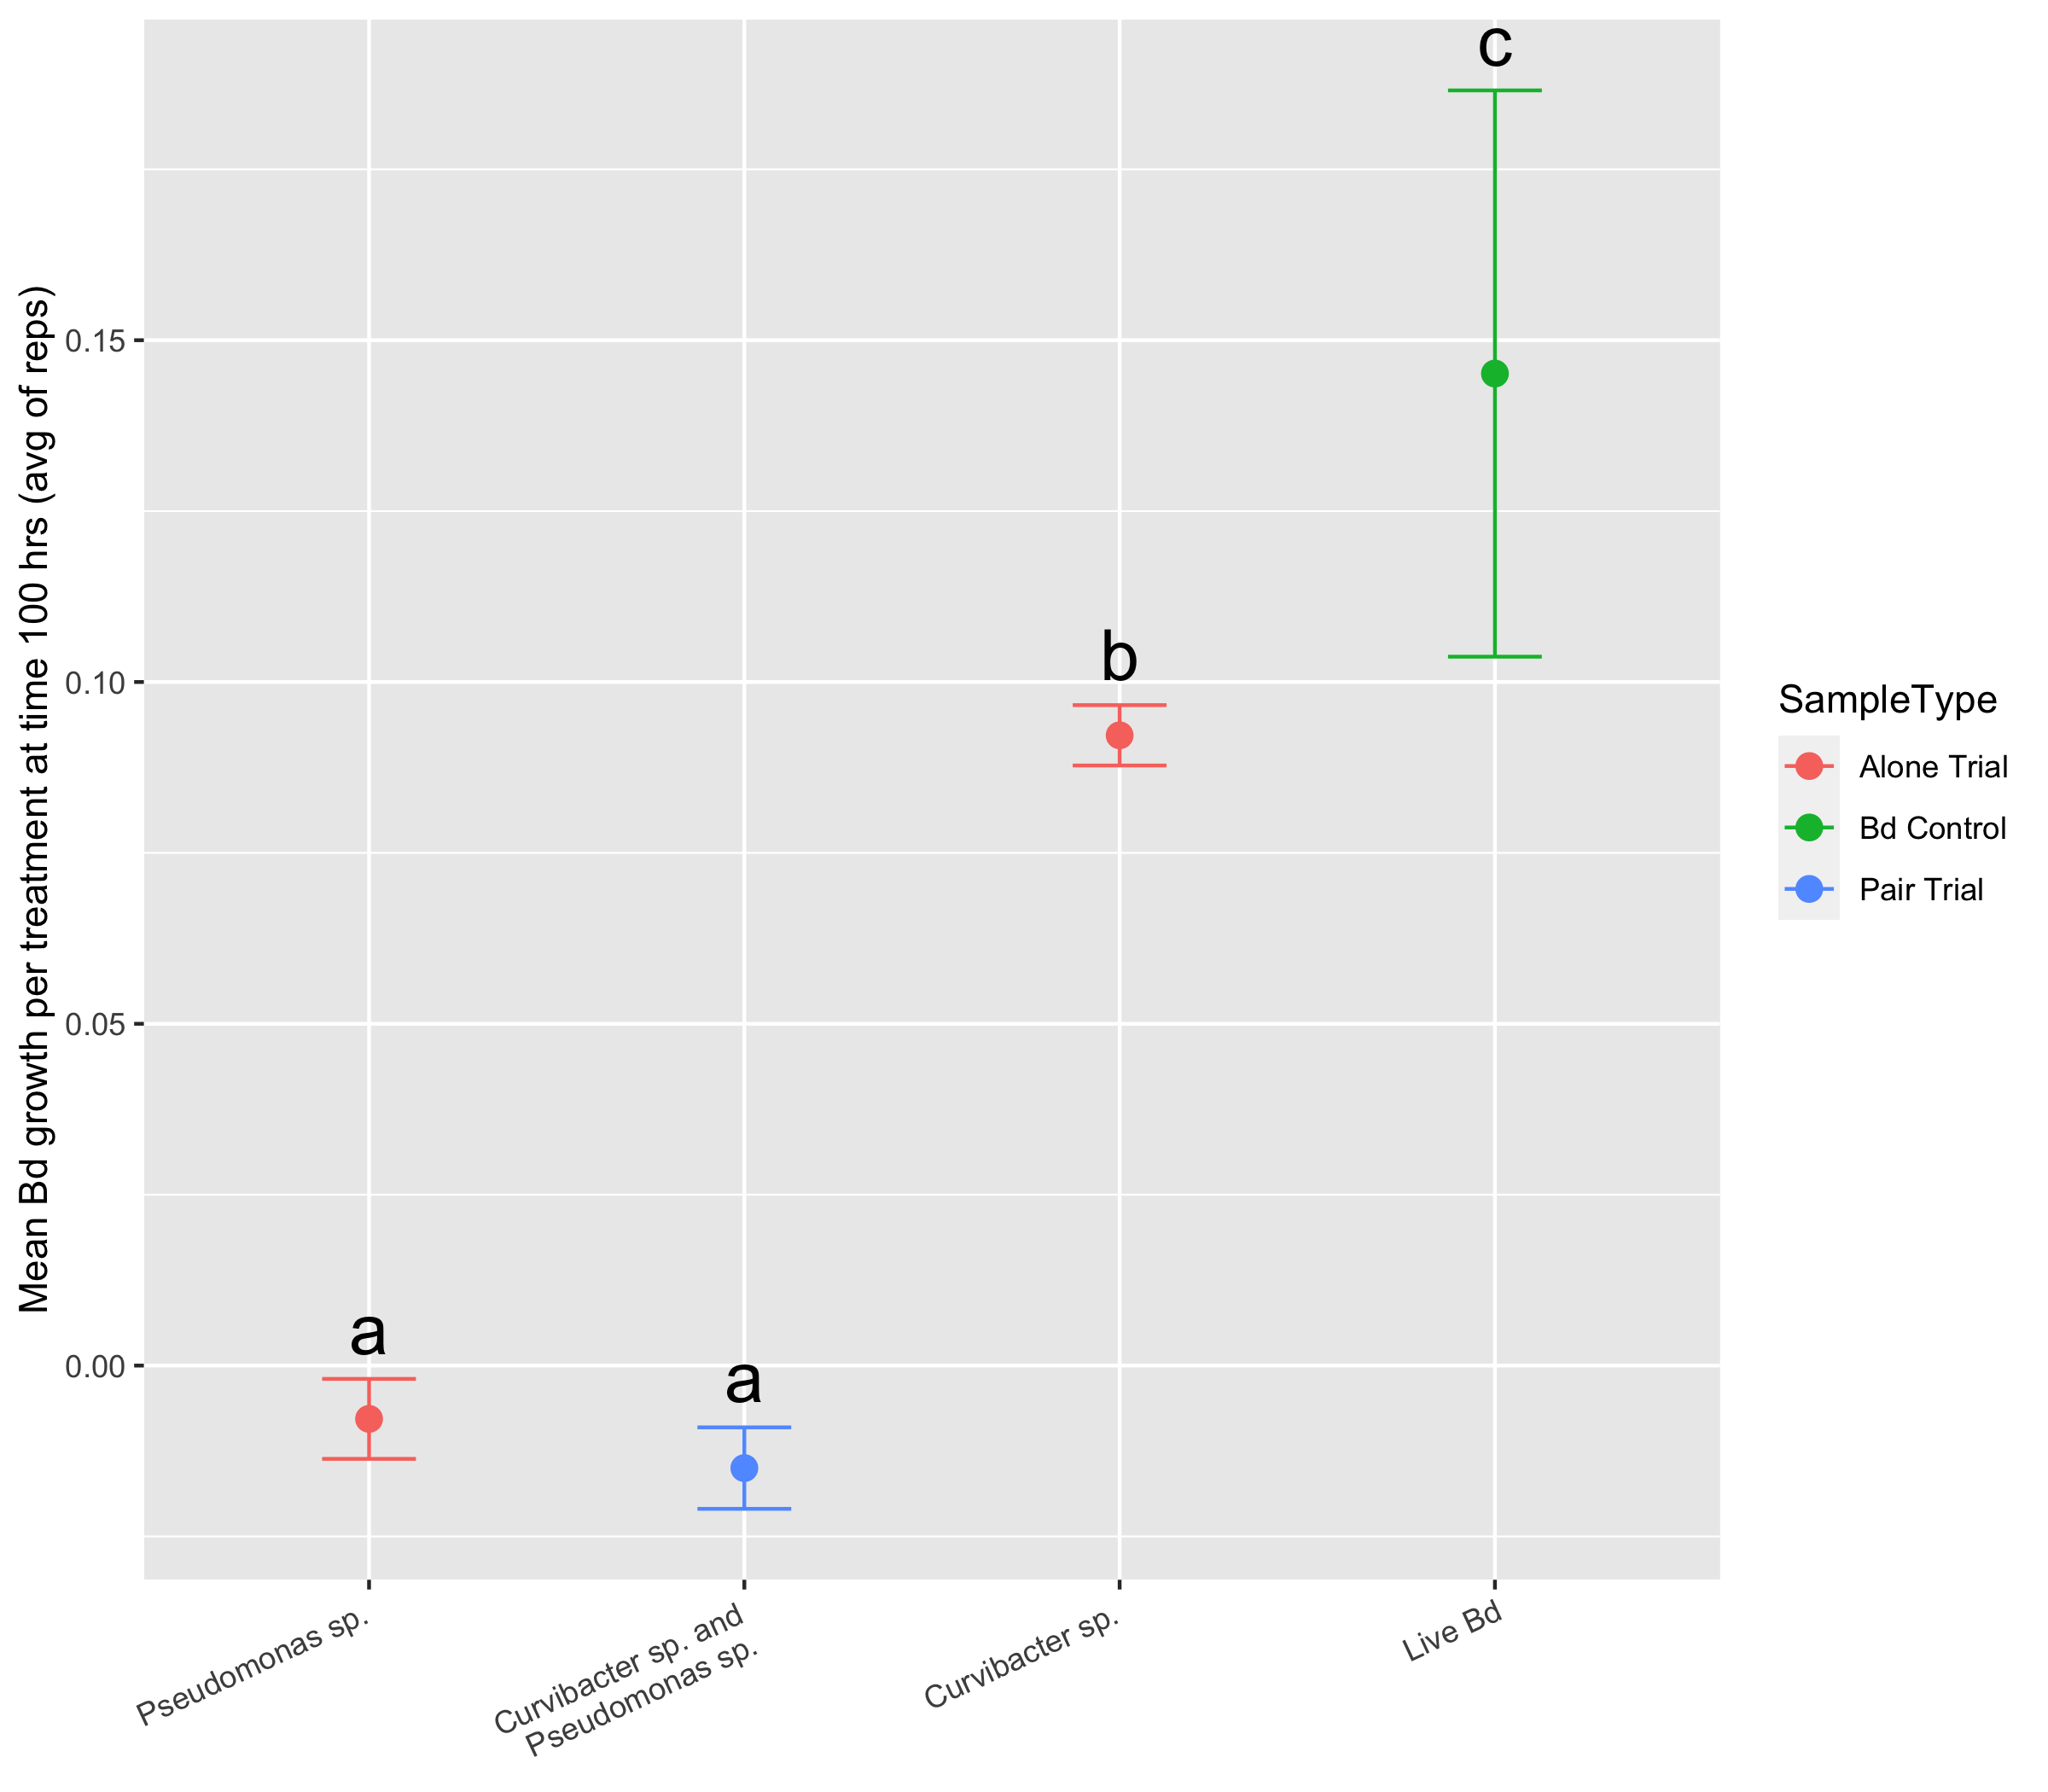 c
b
a
a
Mean Bd growth per treatment at time 100 hrs (avg of reps)
0.15
0.10
0.05
0.00
Pseudomonas sp.
Curvibacter sp. and
Pseudomonas sp.
Curvibacter sp.
Live Bd
SampleType
Alone Trial
Bd Control
Pair Trial